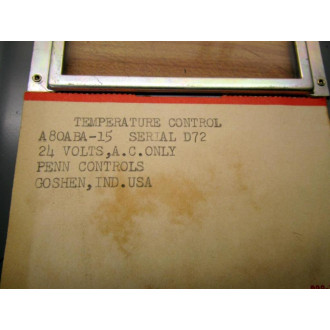 TEMPERATURE CONTROL
A80ABA-15 SERIAL D72
24 VOLTS,A.C.ONLY
PENN CONTROLS
GOSHEN,IND.USA